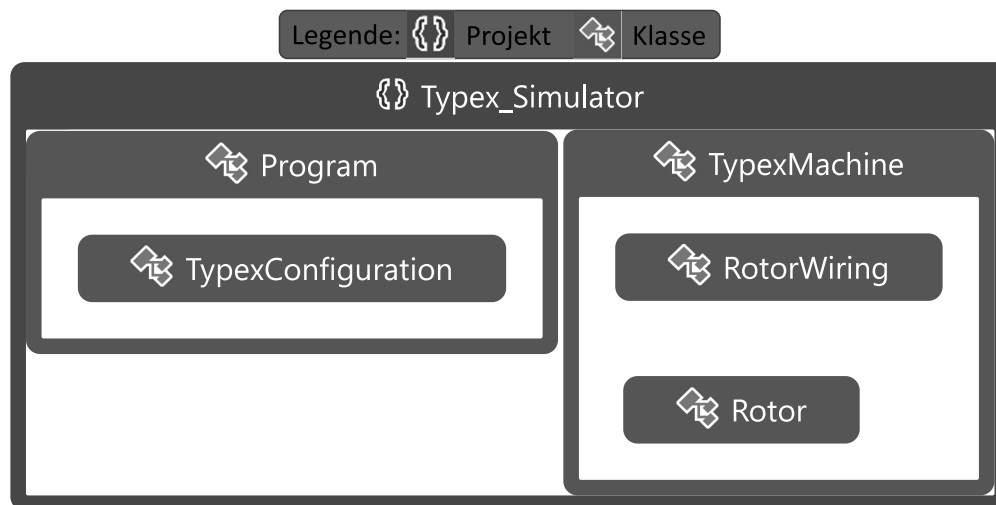 Legende: {} Projekt Klasse
{} Typex_Simulator
Program
TypexMachine
TypexConfiguration
RotorWiring
Rotor